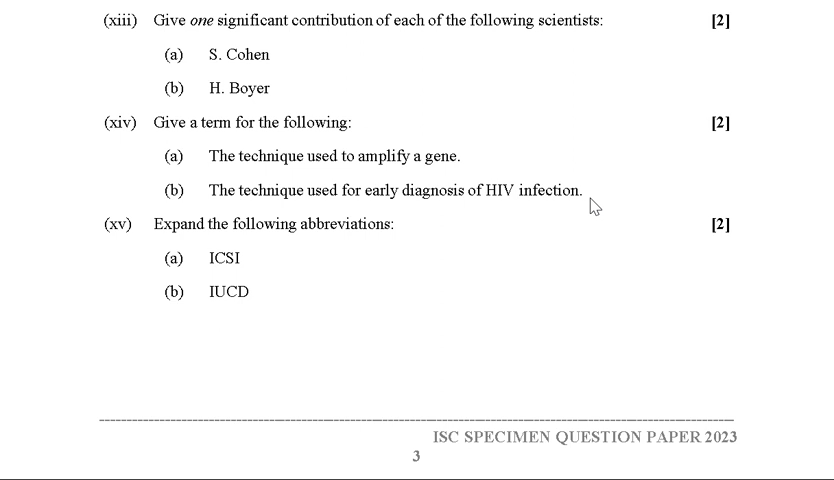 (xiii) Give one significant contribution of each of the following scientists: [2]
(a) S. Cohen
(b) H. Boyer
(xiv) Give a term for the following: [2]
(a) The technique used to amplify a gene.
(b) The technique used for early diagnosis of HIV infection.
(xv) Expand the following abbreviations: [2]
(a) ICSI
(b) IUCD
ISC SPECIMEN QUESTION PAPER 2023
3